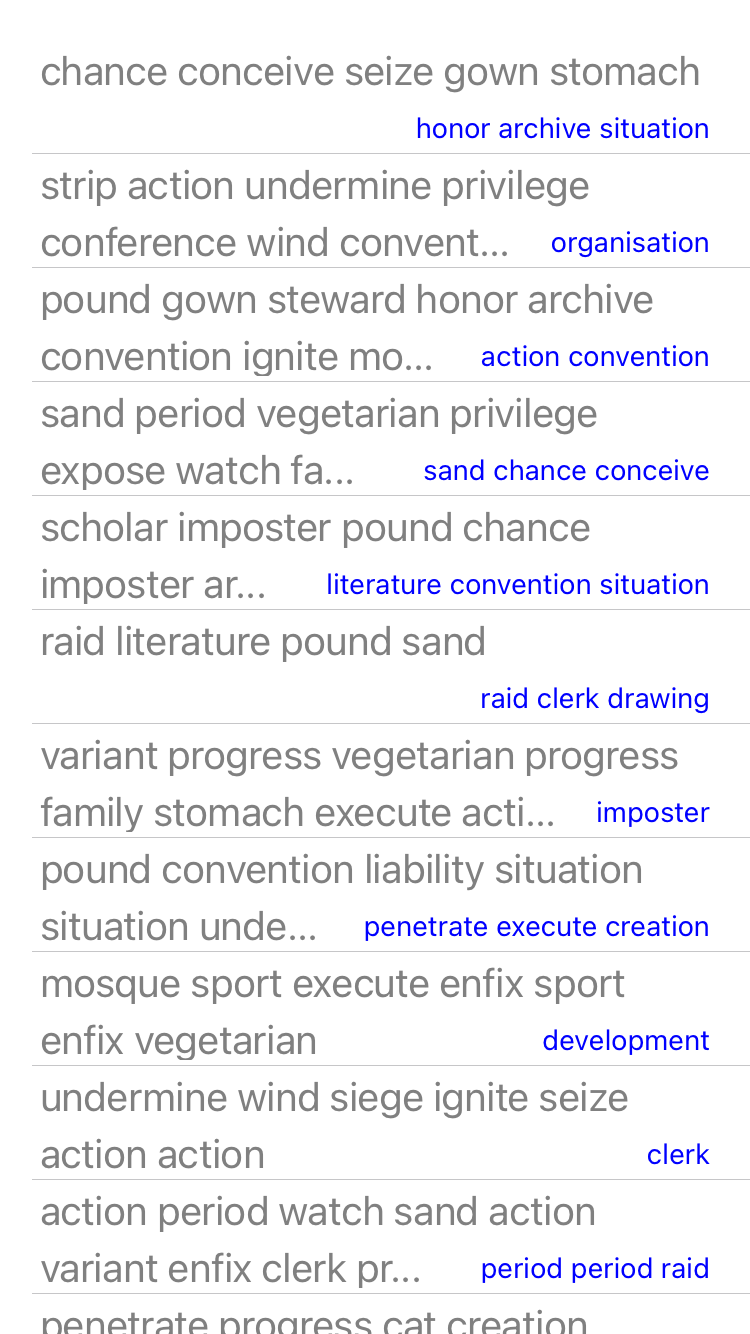 chance conceive seize gown stomach
honor archive situation
strip action undermine privilege
conference wind convent... organisation
pound gown steward honor archive
convention ignite mo... action convention
sand period vegetarian privilege
expose watch fa... sand chance conceive
scholar imposter pound chance
imposter ar... literature convention situation
raid literature pound sand
raid clerk drawing
variant progress vegetarian progress
family stomach execute acti... imposter
pound convention liability situation
situation unde... penetrate execute creation
mosque sport execute enfix sport
enfix vegetarian development
undermine wind siege ignite seize
action action clerk
action period watch sand action
variant enfix clerk pr... period period raid
penetrate progress cat creation